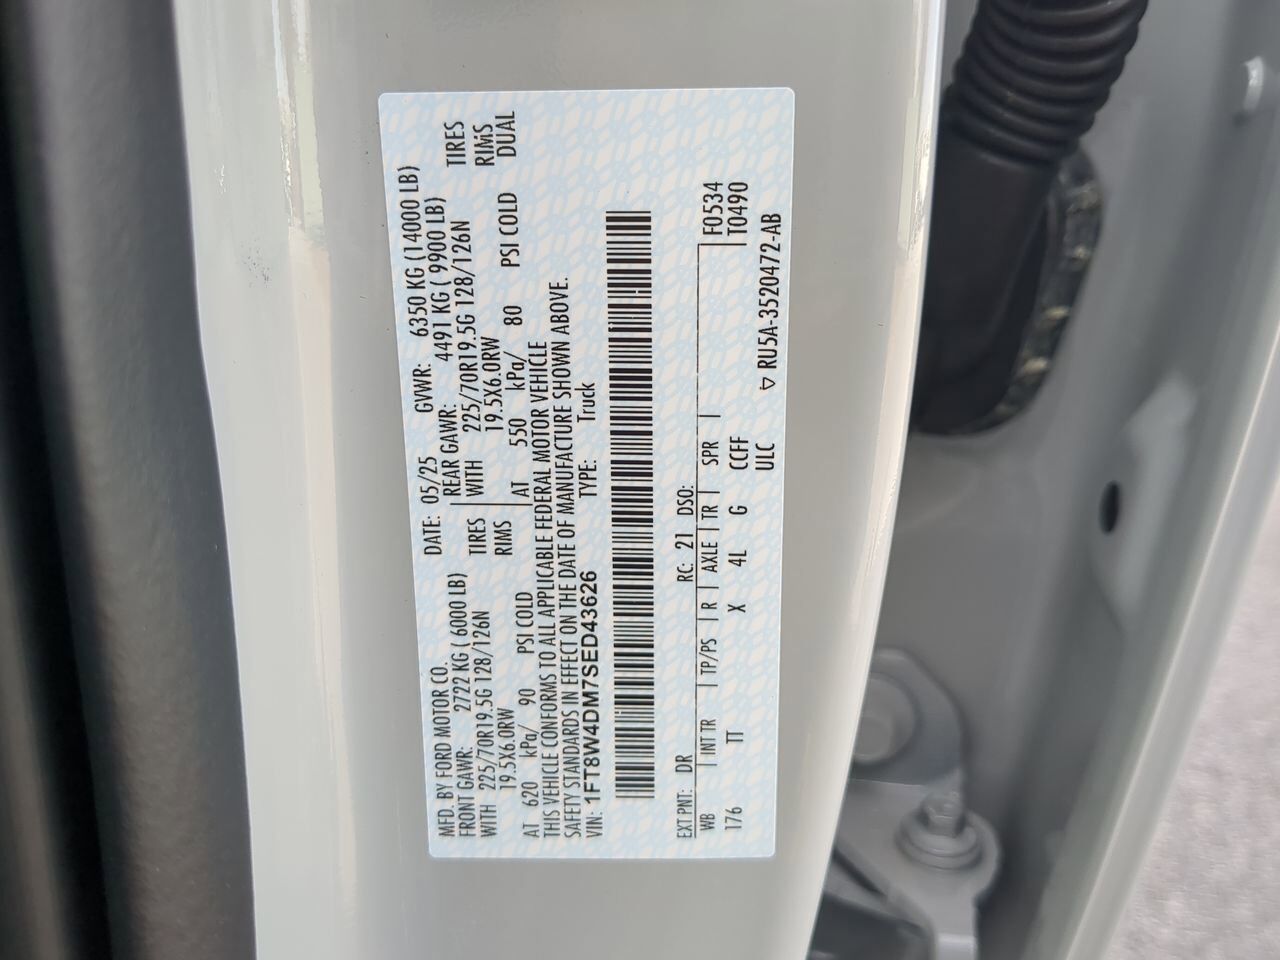 MFD. BY FORD MOTOR CO.
DATE: 05/25 GVWR: 6350 KG (14000 LB)
FRONT GAWR: 2722 KG ( 6000 LB) REAR GAWR: 4491 KG ( 9900 LB)
WITH 225/70R19.5G 128/126N TIRES WITH 225/70R19.5G 128/126N TIRES
19.5X6.0RW RIMS 19.5X6.0RW RIMS
AT 620 kPa/ 90 PSI COLD AT 550 kPa/ 80 PSI COLD DUAL
THIS VEHICLE CONFORMS TO ALL APPLICABLE FEDERAL MOTOR VEHICLE
SAFETY STANDARDS IN EFFECT ON THE DATE OF MANUFACTURE SHOWN ABOVE.
VIN: 1FT8W4DM7SED43626 TYPE: Truck
EXT PNT: DR RC: 21 DSO:
WB | INT TR | TP/PS | R | AXLE | TR | SPR | F0534
176 TT X 4L G CCFF T0490
ULC ▽ RU5A-3520472-AB